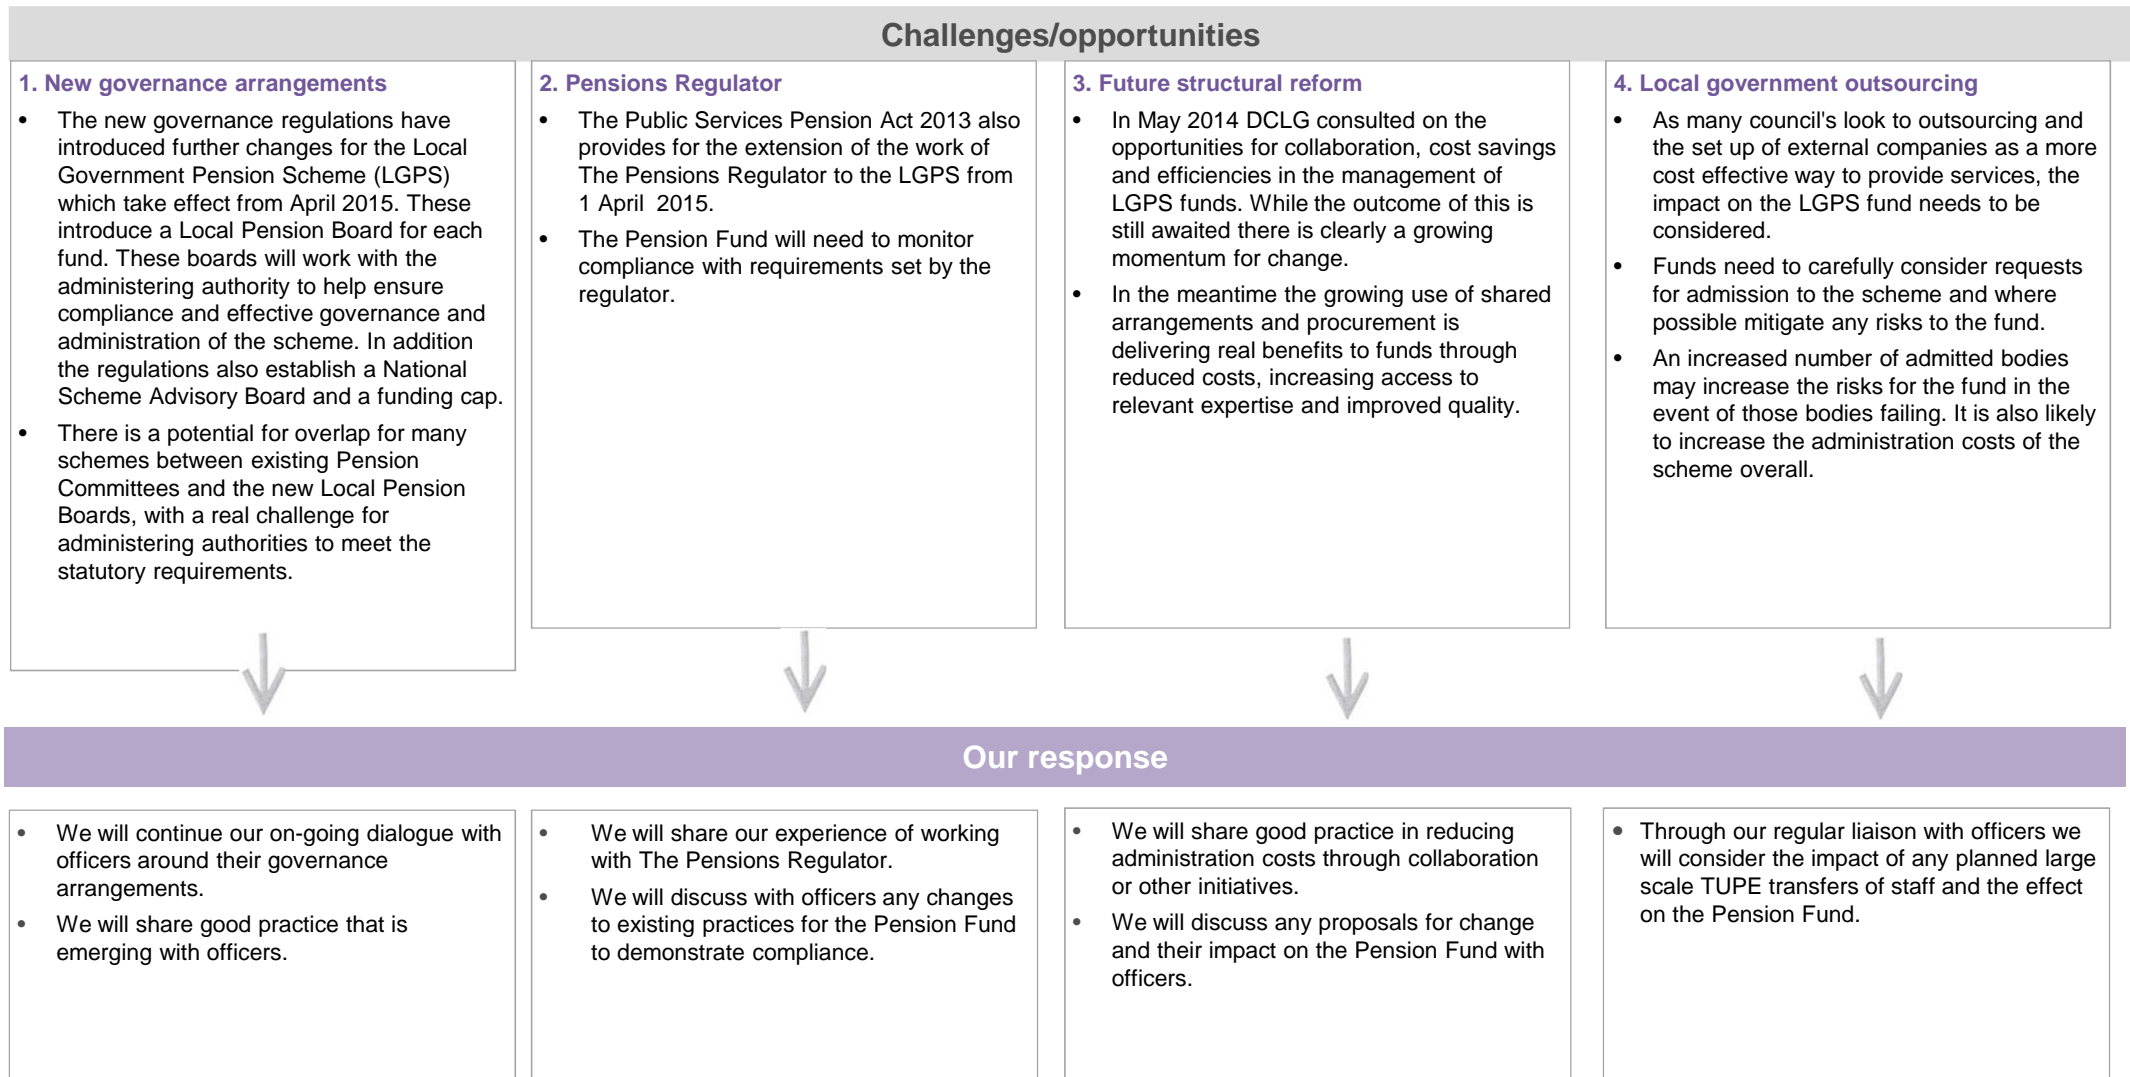 Challenges/opportunities
1. New governance arrangements
• The new governance regulations have
introduced further changes for the Local
Government Pension Scheme (LGPS)
which take effect from April 2015. These
introduce a Local Pension Board for each
fund. These boards will work with the
administering authority to help ensure
compliance and effective governance and
administration of the scheme. In addition
the regulations also establish a National
Scheme Advisory Board and a funding cap.
• There is a potential for overlap for many
schemes between existing Pension
Committees and the new Local Pension
Boards, with a real challenge for
administering authorities to meet the
statutory requirements.
2. Pensions Regulator
• The Public Services Pension Act 2013 also
provides for the extension of the work of
The Pensions Regulator to the LGPS from
1 April 2015.
• The Pension Fund will need to monitor
compliance with requirements set by the
regulator.
3. Future structural reform
• In May 2014 DCLG consulted on the
opportunities for collaboration, cost savings
and efficiencies in the management of
LGPS funds. While the outcome of this is
still awaited there is clearly a growing
momentum for change.
• In the meantime the growing use of shared
arrangements and procurement is
delivering real benefits to funds through
reduced costs, increasing access to
relevant expertise and improved quality.
4. Local government outsourcing
• As many council's look to outsourcing and
the set up of external companies as a more
cost effective way to provide services, the
impact on the LGPS fund needs to be
considered.
• Funds need to carefully consider requests
for admission to the scheme and where
possible mitigate any risks to the fund.
• An increased number of admitted bodies
may increase the risks for the fund in the
event of those bodies failing. It is also likely
to increase the administration costs of the
scheme overall.
Our response
• We will continue our on-going dialogue with
officers around their governance
arrangements.
• We will share good practice that is
emerging with officers.
• We will share our experience of working
with The Pensions Regulator.
• We will discuss with officers any changes
to existing practices for the Pension Fund
to demonstrate compliance.
• We will share good practice in reducing
administration costs through collaboration
or other initiatives.
• We will discuss any proposals for change
and their impact on the Pension Fund with
officers.
• Through our regular liaison with officers we
will consider the impact of any planned large
scale TUPE transfers of staff and the effect
on the Pension Fund.